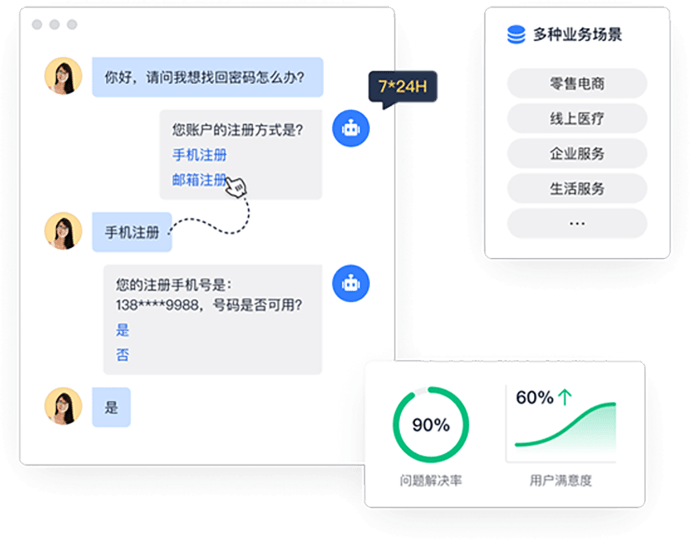 你好，请问我想找回密码怎么办？
7*24H
您账户的注册方式是？
手机注册
邮箱注册
手机注册
您的注册手机号是：
138****9988，号码是否可用？
是
否
是
多种业务场景
零售电商
线上医疗
企业服务
生活服务
...
90%
问题解决率
60%
用户满意度